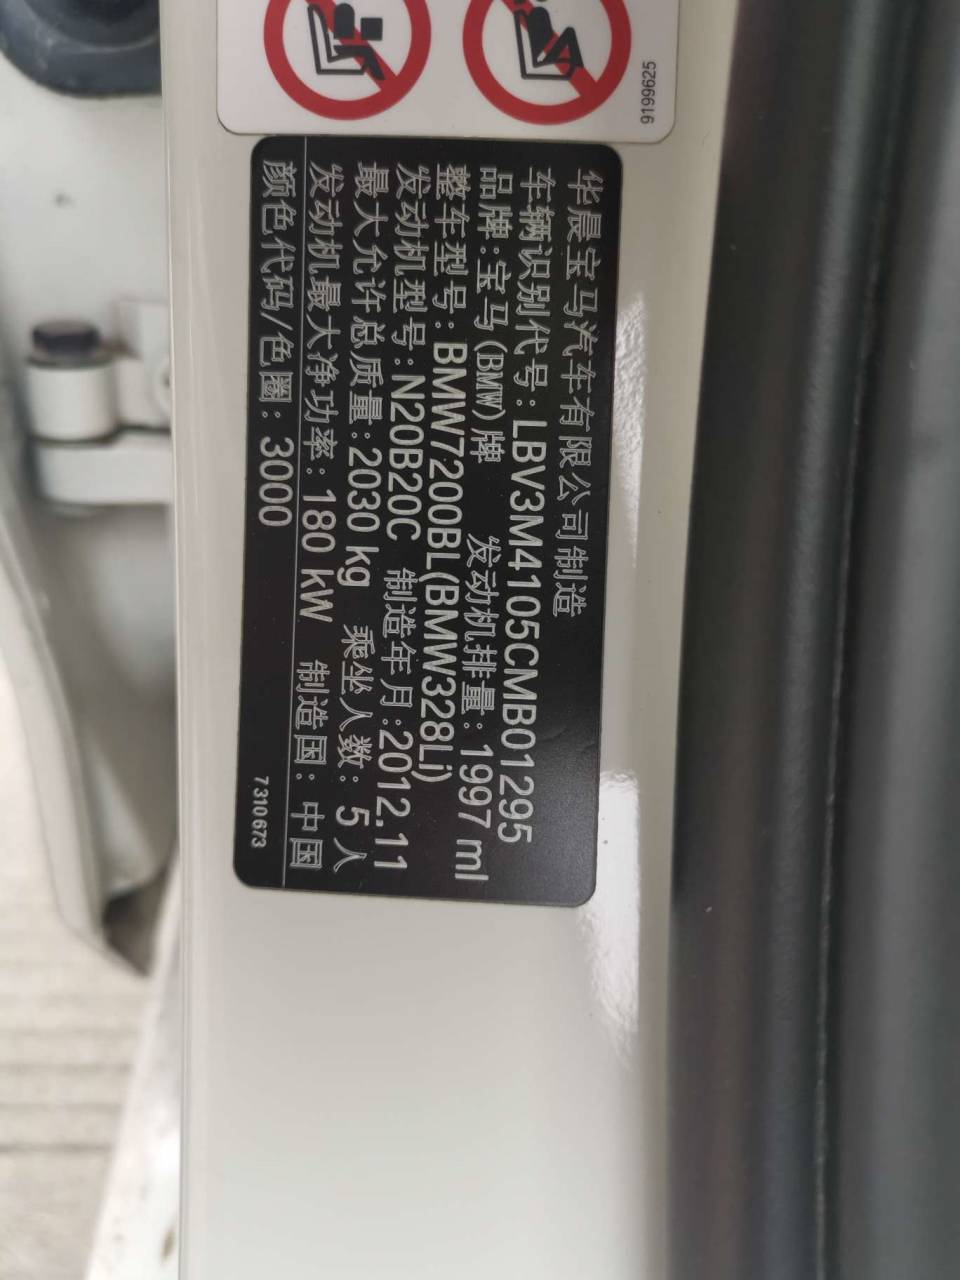 9199625
华晨宝马汽车有限公司制造
车辆识别代号:LBV3M4105CMB01295
品牌:宝马(BMW)牌 发动机排量:1997 ml
整车型号:BMW7200BL(BMW328Li)
发动机型号:N20B20C 制造年月:2012.11
最大允许总质量:2030 kg 乘坐人数:5人
发动机最大净功率:180 kW 制造国:中国
颜色代码/色圈:3000
7310673